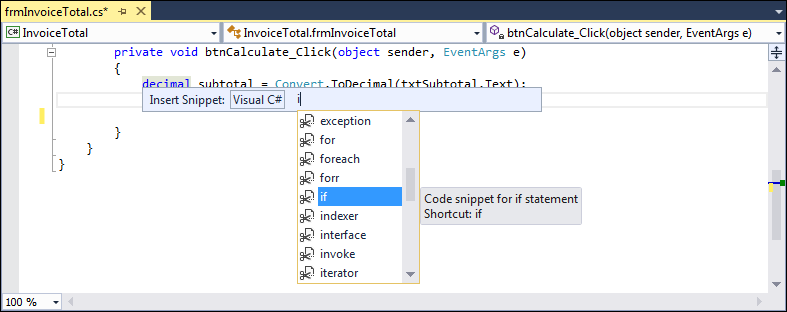 frmInvoiceTotal.cs*
C# InvoiceTotal InvoiceTotal.frmInvoiceTotal btnCalculate_Click(object sender, EventArgs e)
private void btnCalculate_Click(object sender, EventArgs e)
{
decimal subtotal = Convert.ToDecimal(txtSubtotal.Text);
Insert Snippet: Visual C# i
exception
}
for
}
foreach
}
forr
if
Code snippet for if statement
Shortcut: if
indexer
interface
invoke
iterator
100 %